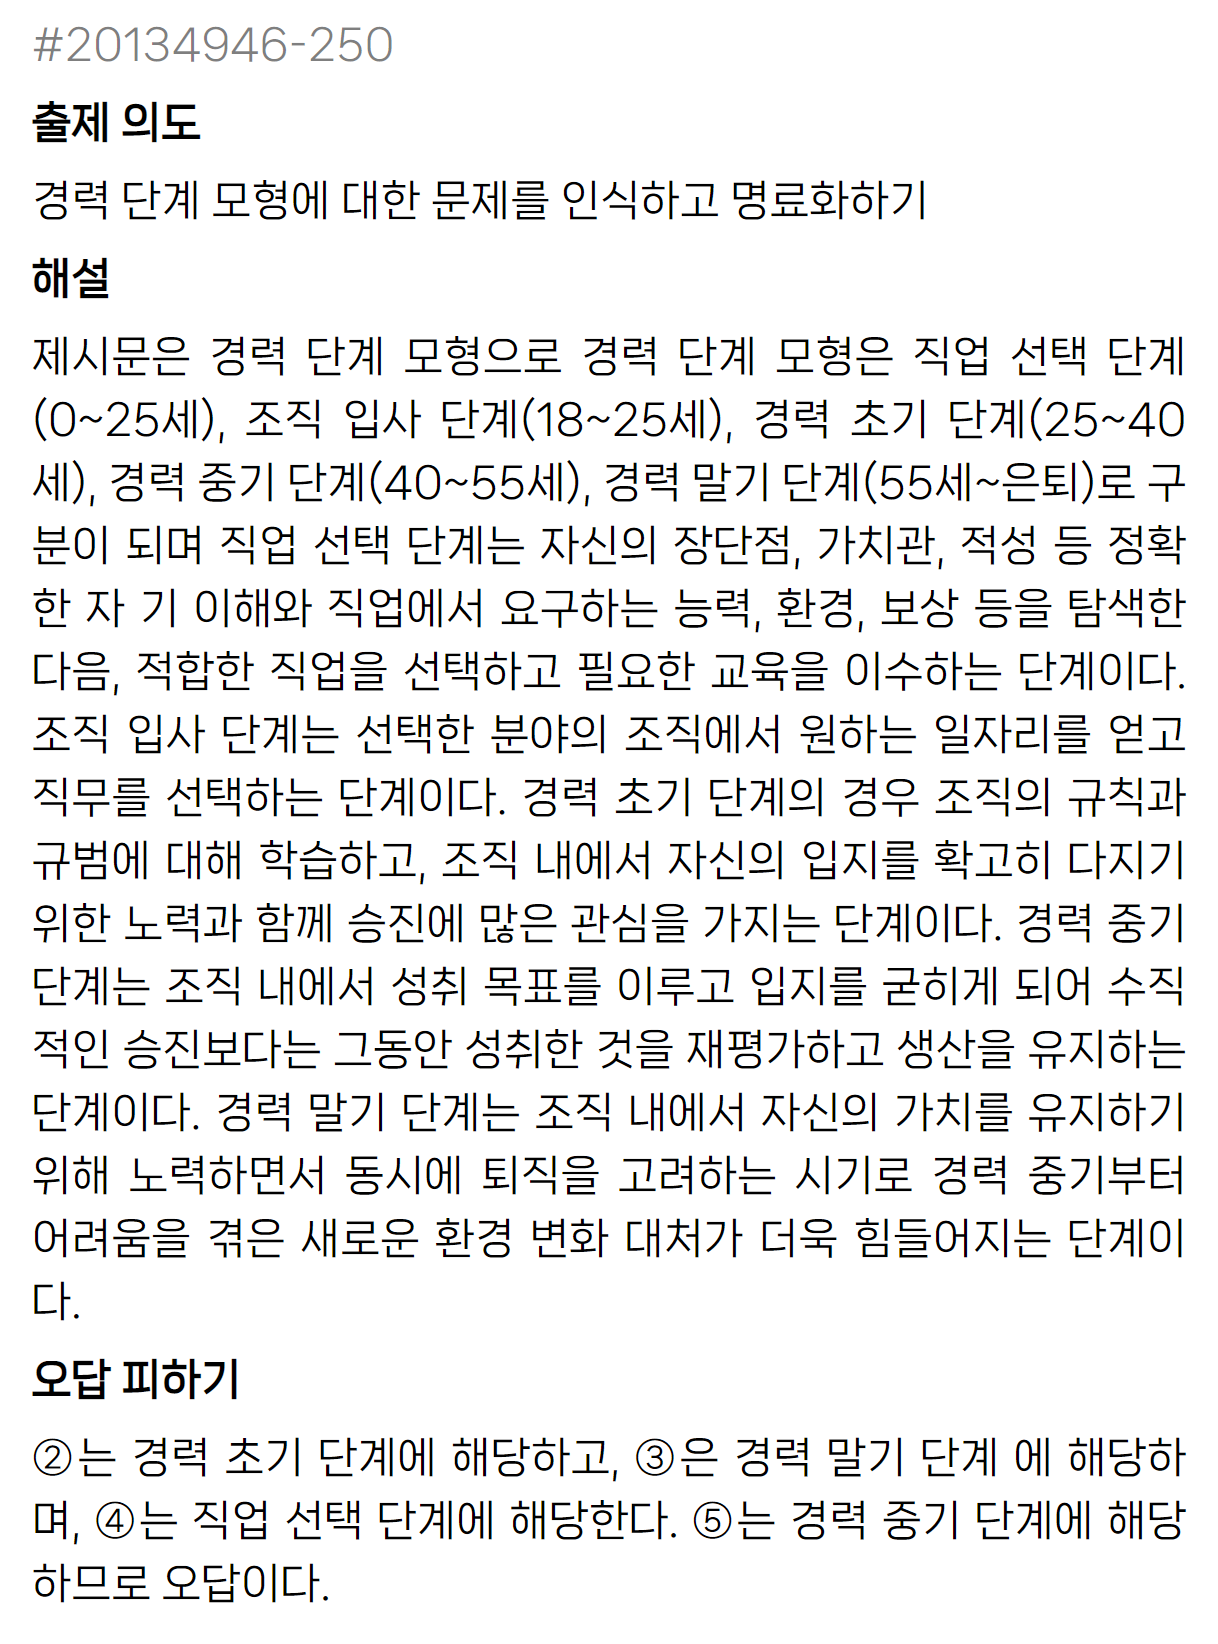 #20134946-250
출제 의도
경력 단계 모형에 대한 문제를 인식하고 명료화하기
해설
제시문은 경력 단계 모형으로 경력 단계 모형은 직업 선택 단계
(0~25세), 조직 입사 단계(18~25세), 경력 초기 단계(25~40
세), 경력 중기 단계(40~55세), 경력 말기 단계(55세~은퇴)로 구
분이 되며 직업 선택 단계는 자신의 장단점, 가치관, 적성 등 정확
한 자 기 이해와 직업에서 요구하는 능력, 환경, 보상 등을 탐색한
다음, 적합한 직업을 선택하고 필요한 교육을 이수하는 단계이다.
조직 입사 단계는 선택한 분야의 조직에서 원하는 일자리를 얻고
직무를 선택하는 단계이다. 경력 초기 단계의 경우 조직의 규칙과
규범에 대해 학습하고, 조직 내에서 자신의 입지를 확고히 다지기
위한 노력과 함께 승진에 많은 관심을 가지는 단계이다. 경력 중기
단계는 조직 내에서 성취 목표를 이루고 입지를 굳히게 되어 수직
적인 승진보다는 그동안 성취한 것을 재평가하고 생산을 유지하는
단계이다. 경력 말기 단계는 조직 내에서 자신의 가치를 유지하기
위해 노력하면서 동시에 퇴직을 고려하는 시기로 경력 중기부터
어려움을 겪은 새로운 환경 변화 대처가 더욱 힘들어지는 단계이
다.
오답 피하기
②는 경력 초기 단계에 해당하고, ③은 경력 말기 단계 에 해당하
며, ④는 직업 선택 단계에 해당한다. ⑤는 경력 중기 단계에 해당
하므로 오답이다.